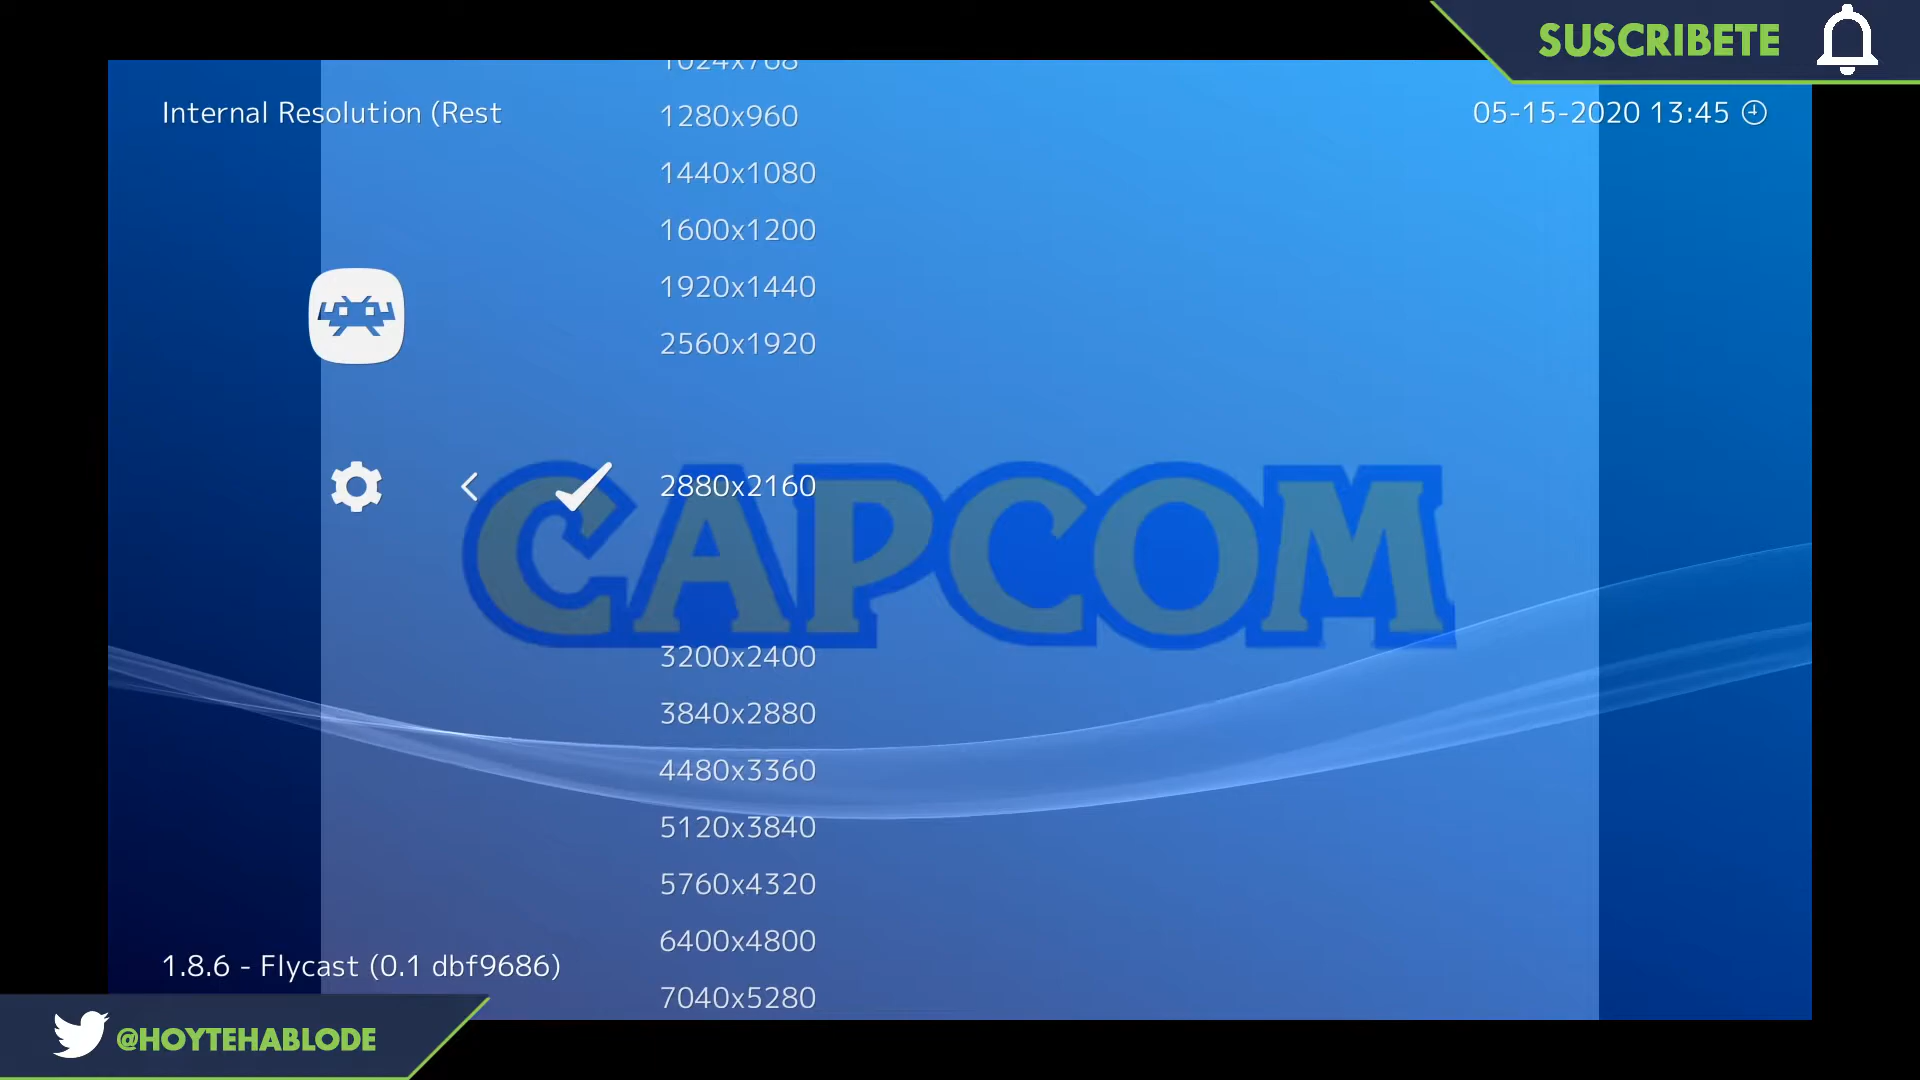 SUSCRIBETE
Internal Resolution (Rest
05-15-2020 13:45
1024x768
1280x960
1440x1080
1600x1200
1920x1440
2560x1920
2880x2160
CAPCOM
3200x2400
3840x2880
4480x3360
5120x3840
5760x4320
6400x4800
7040x5280
1.8.6 - Flycast (0.1 dbf9686)
@HOYTEHABLODE